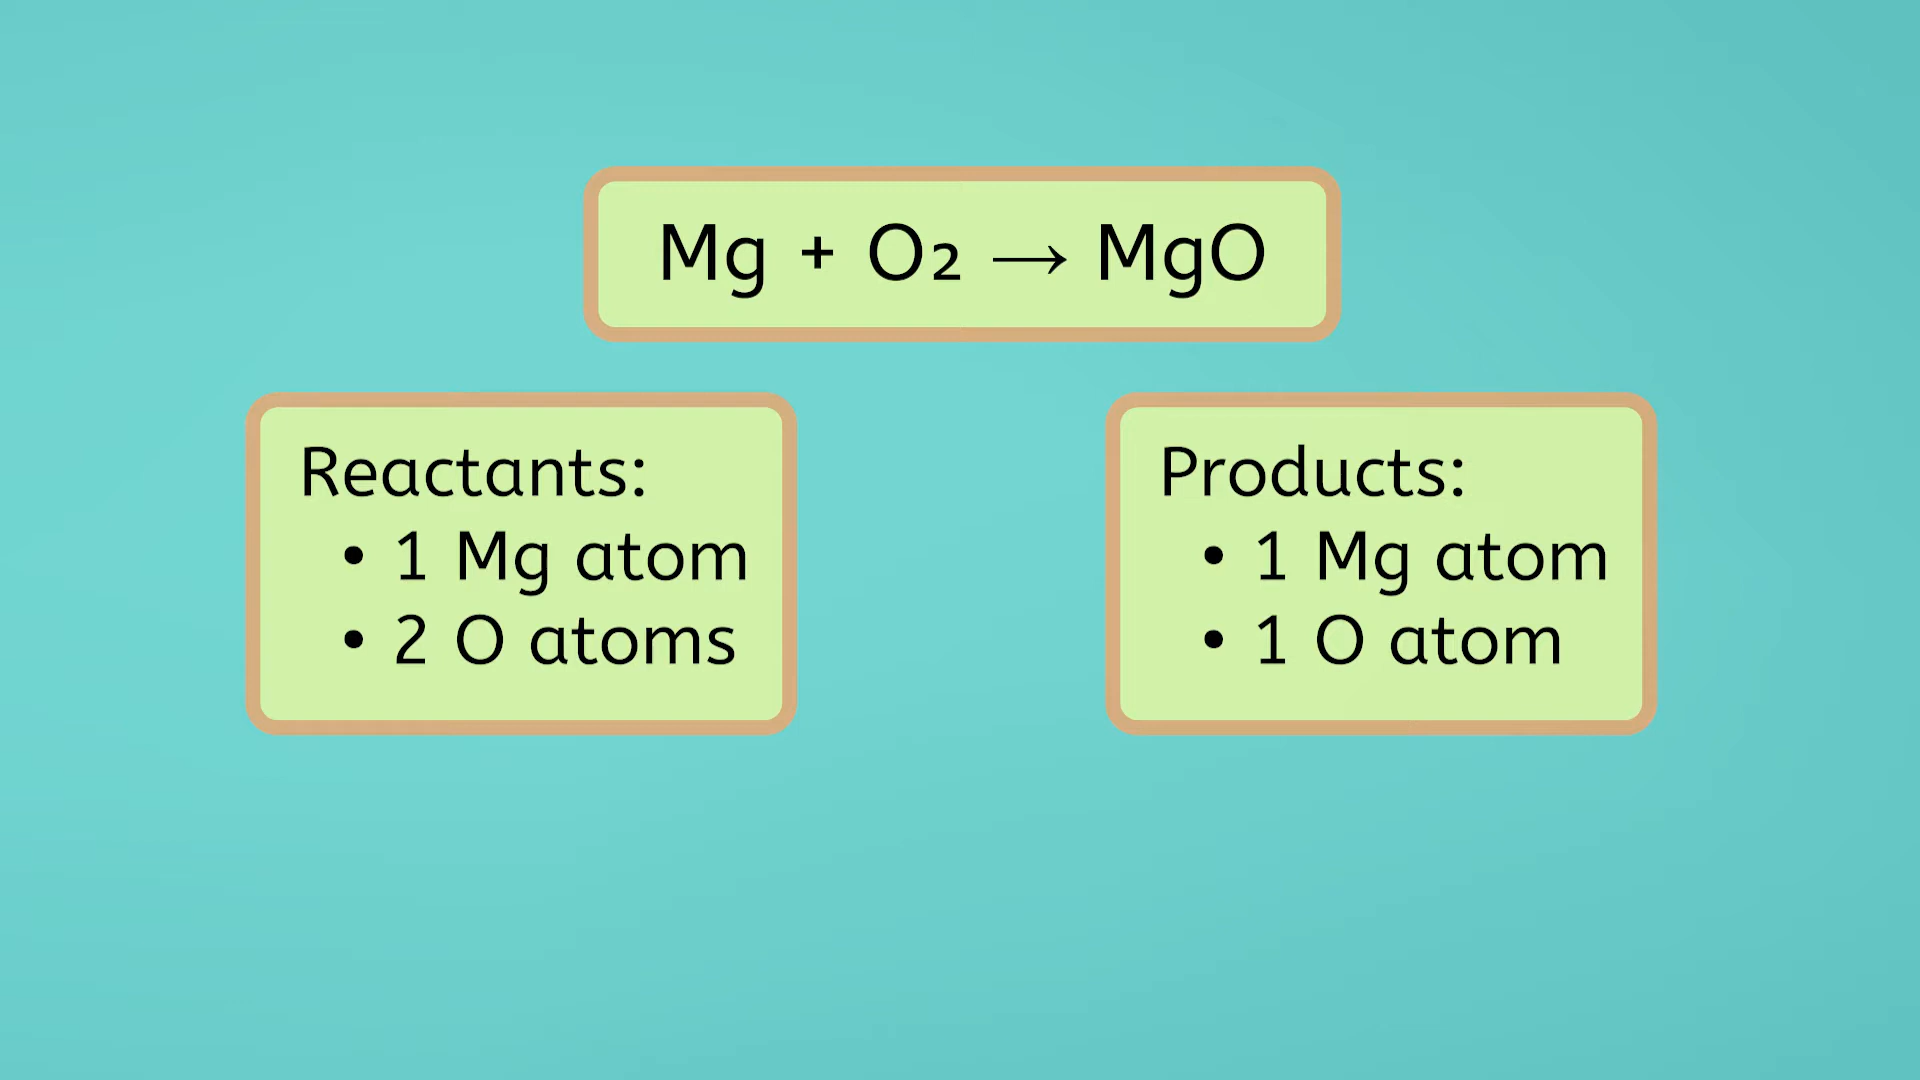 Mg + O₂ → MgO
Reactants:
• 1 Mg atom
• 2 O atoms
Products:
• 1 Mg atom
• 1 O atom